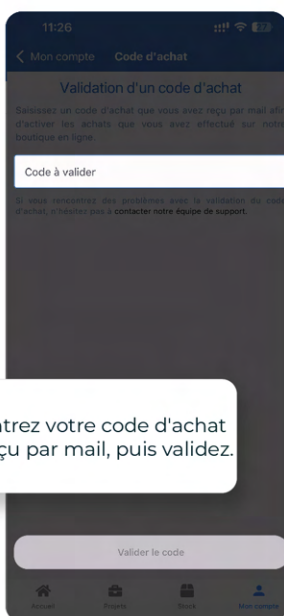 11:26
27
Mon compte
Code d'achat
Validation d'un code d'achat
Saisissez un code d'achat que vous avez reçu par mail afin
d'activer les achats que vous avez effectué sur notre
boutique en ligne.
Code à valider
Si vous rencontrez des problèmes avec la validation du code
d'achat, n'hésitez pas à contacter notre équipe de support.
ntrez votre code d'achat
çu par mail, puis validez.
Valider le code
Accueil
Projets
Stock
Mon compte